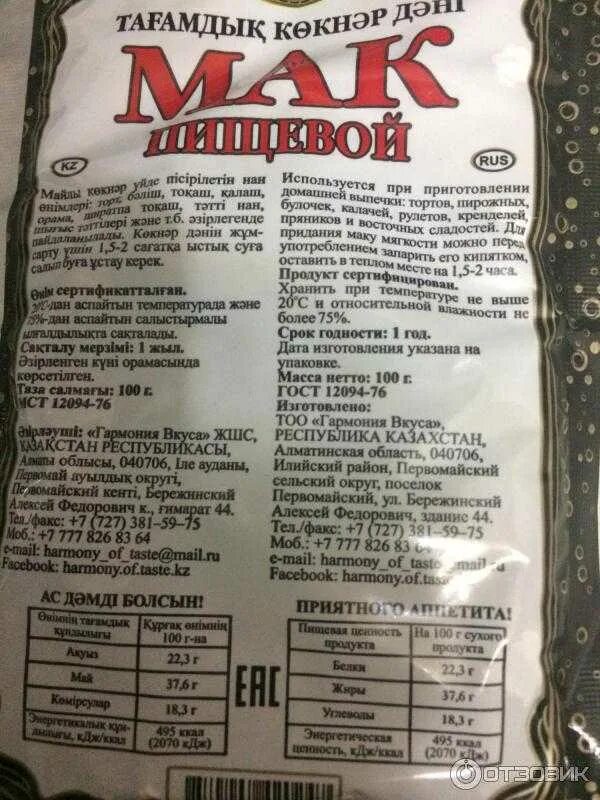 ТАҒАМДЫҚ КӨКНӘР ДӘНІ
МАК
ПИЩЕВОЙ
KZ
Майды көкнәр үйде пісірілетін нан
өнімдері: торт, бәліш, тоқаш, қалаш,
орама, тоқаш, тәтті нан,
шығыс тәттілері және т.б. әзірлегенде
пайдаланылады. Көкнәр дәнін жұм-
сарту үшін 1,5-2 сағатқа ыстық суға
салып буға ұстау керек.
Өнім сертификатталған.
20°С-дан аспайтын температурада және
75%-дан аспайтын салыстырмалы
ылғалдылықта сақталады.
Сақталу мерзімі: 1 жыл.
Әзірленген күні орамасында
көрсетілген.
Таза салмағы: 100 г.
МСТ 12094-76
Әзірлеуші: «Гармония Вкуса» ЖШС,
ҚАЗАҚСТАН РЕСПУБЛИКАСЫ,
Алматы облысы, 040706, Іле ауданы,
Первомай ауылдық округі,
Первомайский кенті, Бережинский
Алексей Федорович к., ғимарат 44.
Тел./факс: +7 (727) 381-59-75
Моб.: +7 777 826 83 64
e-mail: harmony_of_taste@mail.ru
Facebook: harmony.of.taste.kz
АС ДӘМДІ БОЛСЫН!
Өнімнің тағамдық құндылығы | Құрғақ өнімнің 100 г-на
Ақуыз | 22,3 г
Май | 37,6 г
Көмірсулар | 18,3 г
Энергетикалық құн-дылығы, кДж/ккал | 495 ккал (2070 кДж)
EAC
RUS
Используется при приготовлении
домашней выпечки: тортов, пирожных,
булочек, калачей, рулетов, кренделей,
пряников и восточных сладостей. Для
придания маку мягкости можно перед
употреблением запарить его кипятком,
оставить в теплом месте на 1,5-2 часа.
Продукт сертифицирован.
Хранить при температуре не выше
20°С и относительной влажности не
более 75%.
Срок годности: 1 год.
Дата изготовления указана на
упаковке.
Масса нетто: 100 г.
ГОСТ 12094-76
Изготовлено:
ТОО «Гармония Вкуса»,
РЕСПУБЛИКА КАЗАХСТАН,
Алматинская область, 040706,
Илийский район, Первомайский
сельский округ, поселок
Первомайский, ул. Бережинский
Алексей Федорович, здание 44.
Тел./факс: +7 (727) 381-59-75
Моб.: +7 777 826 83 64
e-mail: harmony_of_taste@mail
Facebook: harmony.of.tas
ПРИЯТНОГО АППЕТИТА!
Пищевая ценность продукта | На 100 г сухого продукта
Белки | 22,3 г
Жиры | 37,6 г
Углеводы | 18,3 г
Энергетическая ценность, кДж/ккал | 495 ккал (2070 кДж)
ОТЗОВИК